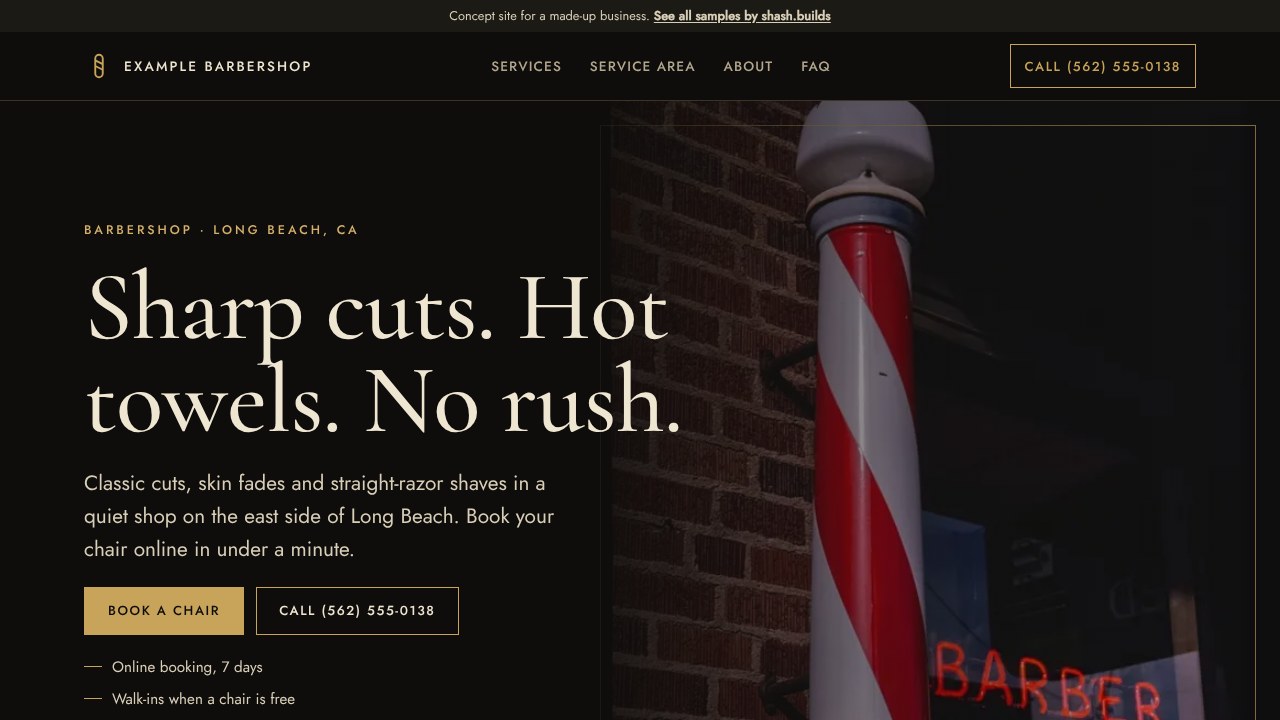 Concept site for a made-up business. See all samples by shash.builds
EXAMPLE BARBERSHOP
SERVICES
SERVICE AREA
ABOUT
FAQ
CALL (562) 555-0138
BARBERSHOP · LONG BEACH, CA
Sharp cuts. Hot
towels. No rush.
Classic cuts, skin fades and straight-razor shaves in a
quiet shop on the east side of Long Beach. Book your
chair online in under a minute.
BOOK A CHAIR
CALL (562) 555-0138
Online booking, 7 days
Walk-ins when a chair is free
BARBER